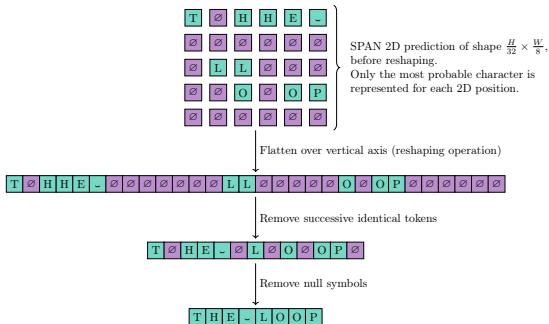 T ∅ H H E ⌣
∅ ∅ ∅ ∅ ∅ ∅
∅ L L ∅ ∅ ∅
∅ ∅ O ∅ O P
∅ ∅ ∅ ∅ ∅ ∅
SPAN 2D prediction of shape H/32 × W/8,
before reshaping.
Only the most probable character is
represented for each 2D position.
Flatten over vertical axis (reshaping operation)
T ∅ H H E ⌣ ∅ ∅ ∅ ∅ ∅ ∅ ∅ L L ∅ ∅ ∅ ∅ ∅ O ∅ O P ∅ ∅ ∅ ∅ ∅ ∅
Remove successive identical tokens
T ∅ H E ⌣ ∅ L ∅ O ∅ O P ∅
Remove null symbols
T H E ⌣ L O O P